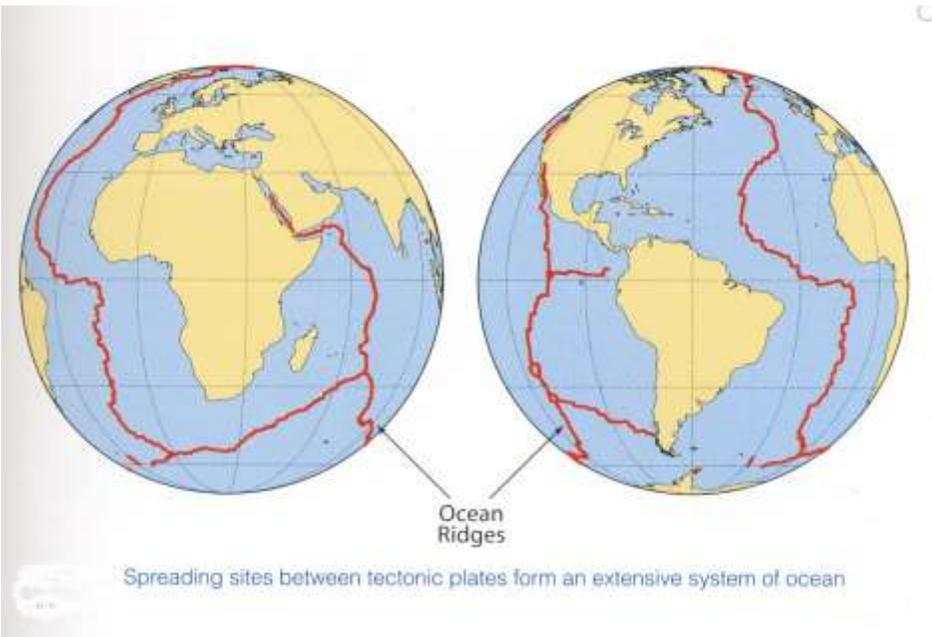 Ocean
Ridges
Spreading sites between tectonic plates form an extensive system of ocean